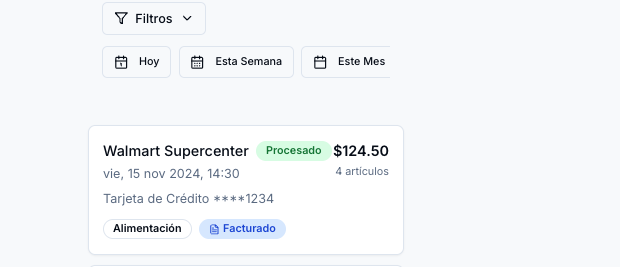 Filtros
Hoy Esta Semana Este Mes
Walmart Supercenter Procesado $124.50
vie, 15 nov 2024, 14:30 4 artículos
Tarjeta de Crédito ****1234
Alimentación Facturado